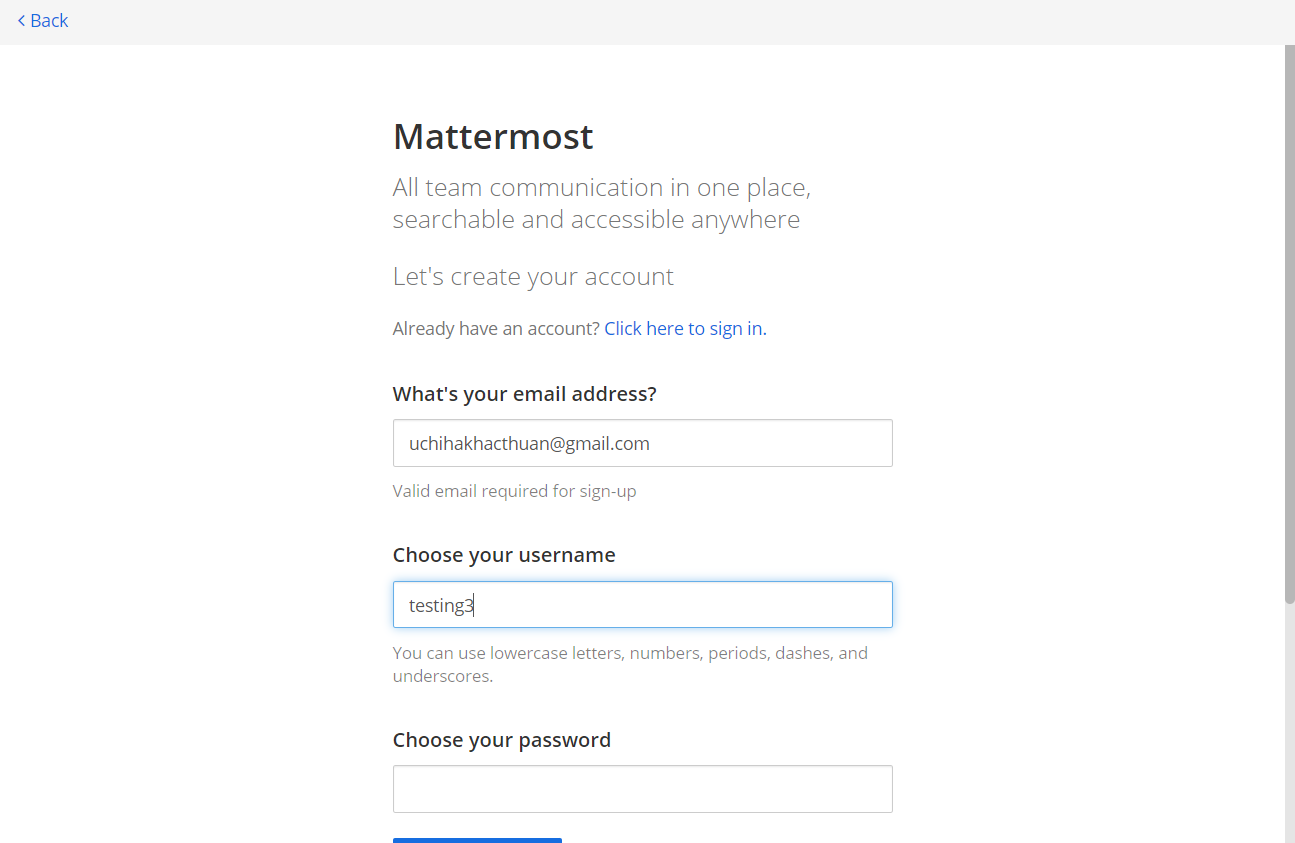 Back
Mattermost
All team communication in one place,
searchable and accessible anywhere
Let's create your account
Already have an account? Click here to sign in.
What's your email address?
uchihakhacthuan@gmail.com
Valid email required for sign-up
Choose your username
testing3
You can use lowercase letters, numbers, periods, dashes, and
underscores.
Choose your password